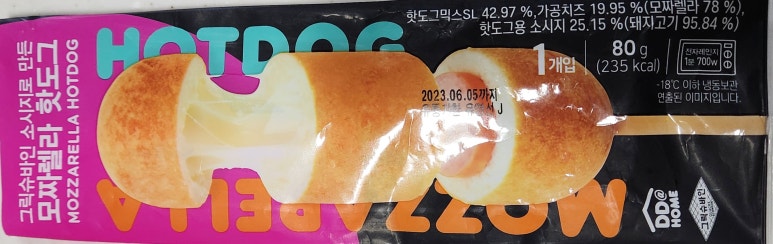 그릭슈바인 소시지로 만든
모짜렐라 핫도그
MOZZARELLA HOTDOG
HOTDOG
핫도그믹스SL 42.97 %,가공치즈 19.95 %(모짜렐라 78 %),
핫도그용 소시지 25.15 %(돼지고기 95.84 %)
1개입
80 g
(235 kcal)
전자레인지
1분 700w
-18℃ 이하 냉동보관
연출된 이미지입니다.
2023.06.05까지
J
MOZZARELLA
DD@
HOME
그릭슈바인